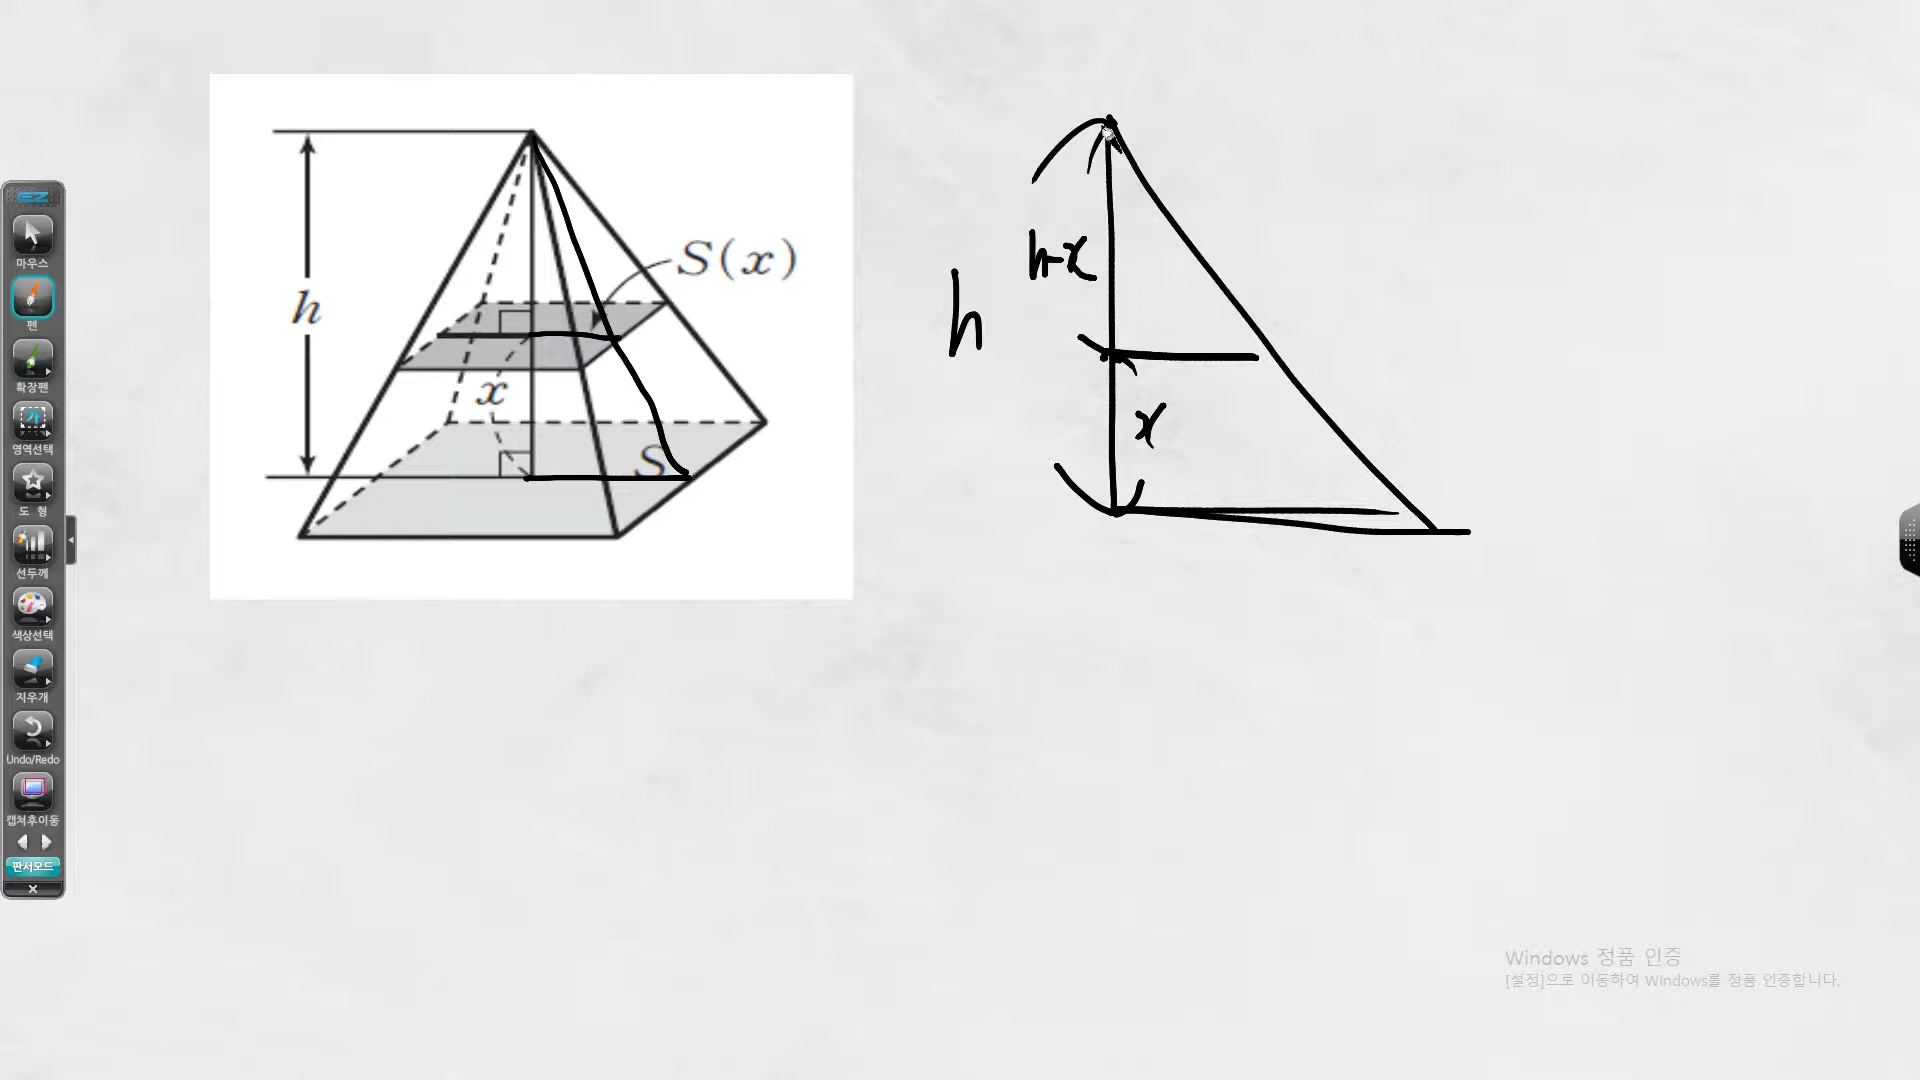 EZ
마우스
펜
확장펜
영역선택
도 형
선두께
색상선택
지우개
Undo/Redo
캡쳐후이동
판서모드
x
h
S(x)
x
S
h
h-x
x
Windows 정품 인증
[설정]으로 이동하여 Windows를 정품 인증합니다.